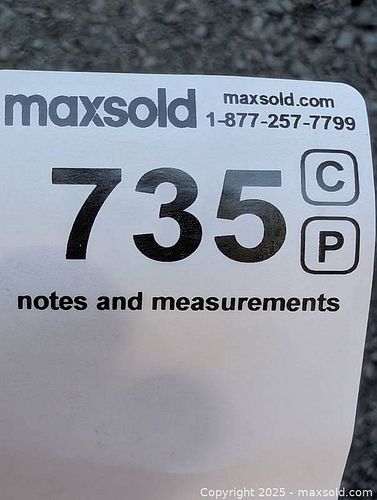 maxsold maxsold.com
1-877-257-7799
735 C
P
notes and measurements
Copyright 2025 - maxsold.com